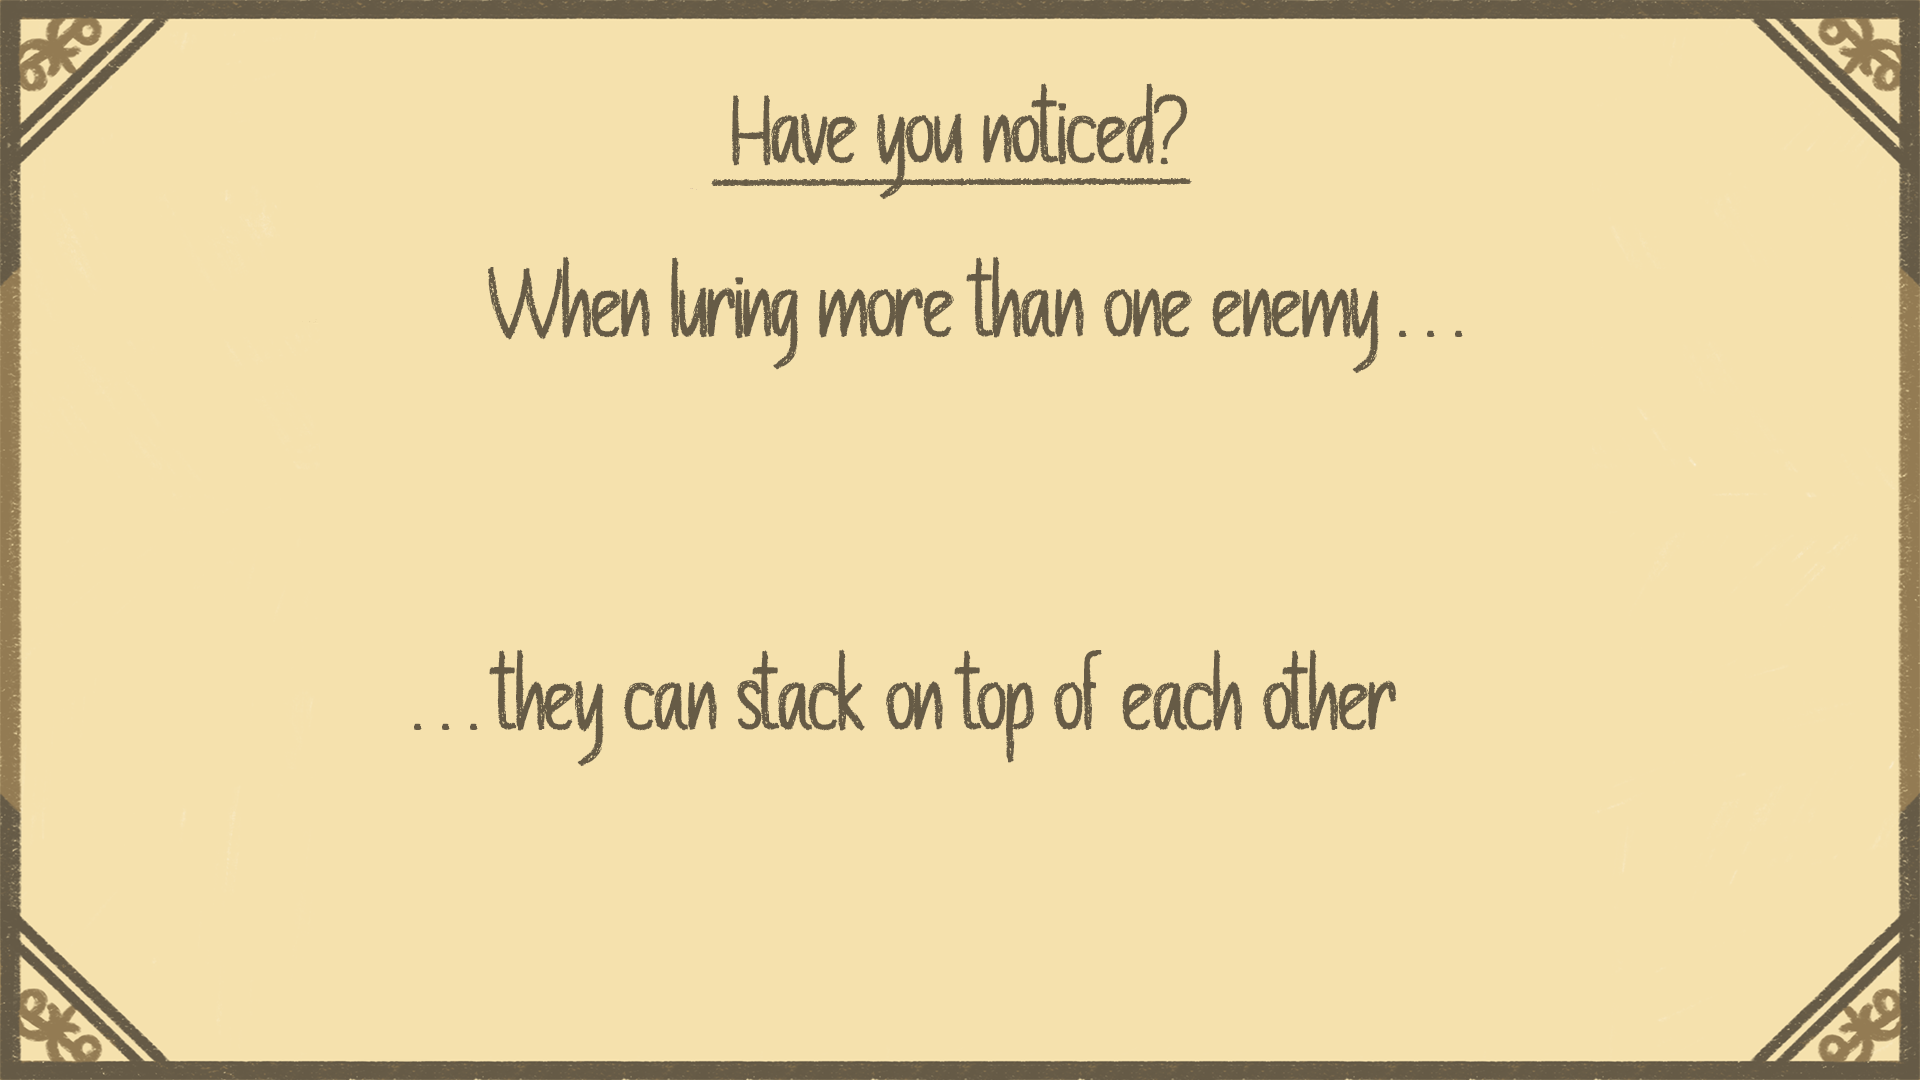 Have you noticed?
When luring more than one enemy . . .
. . . they can stack on top of each other